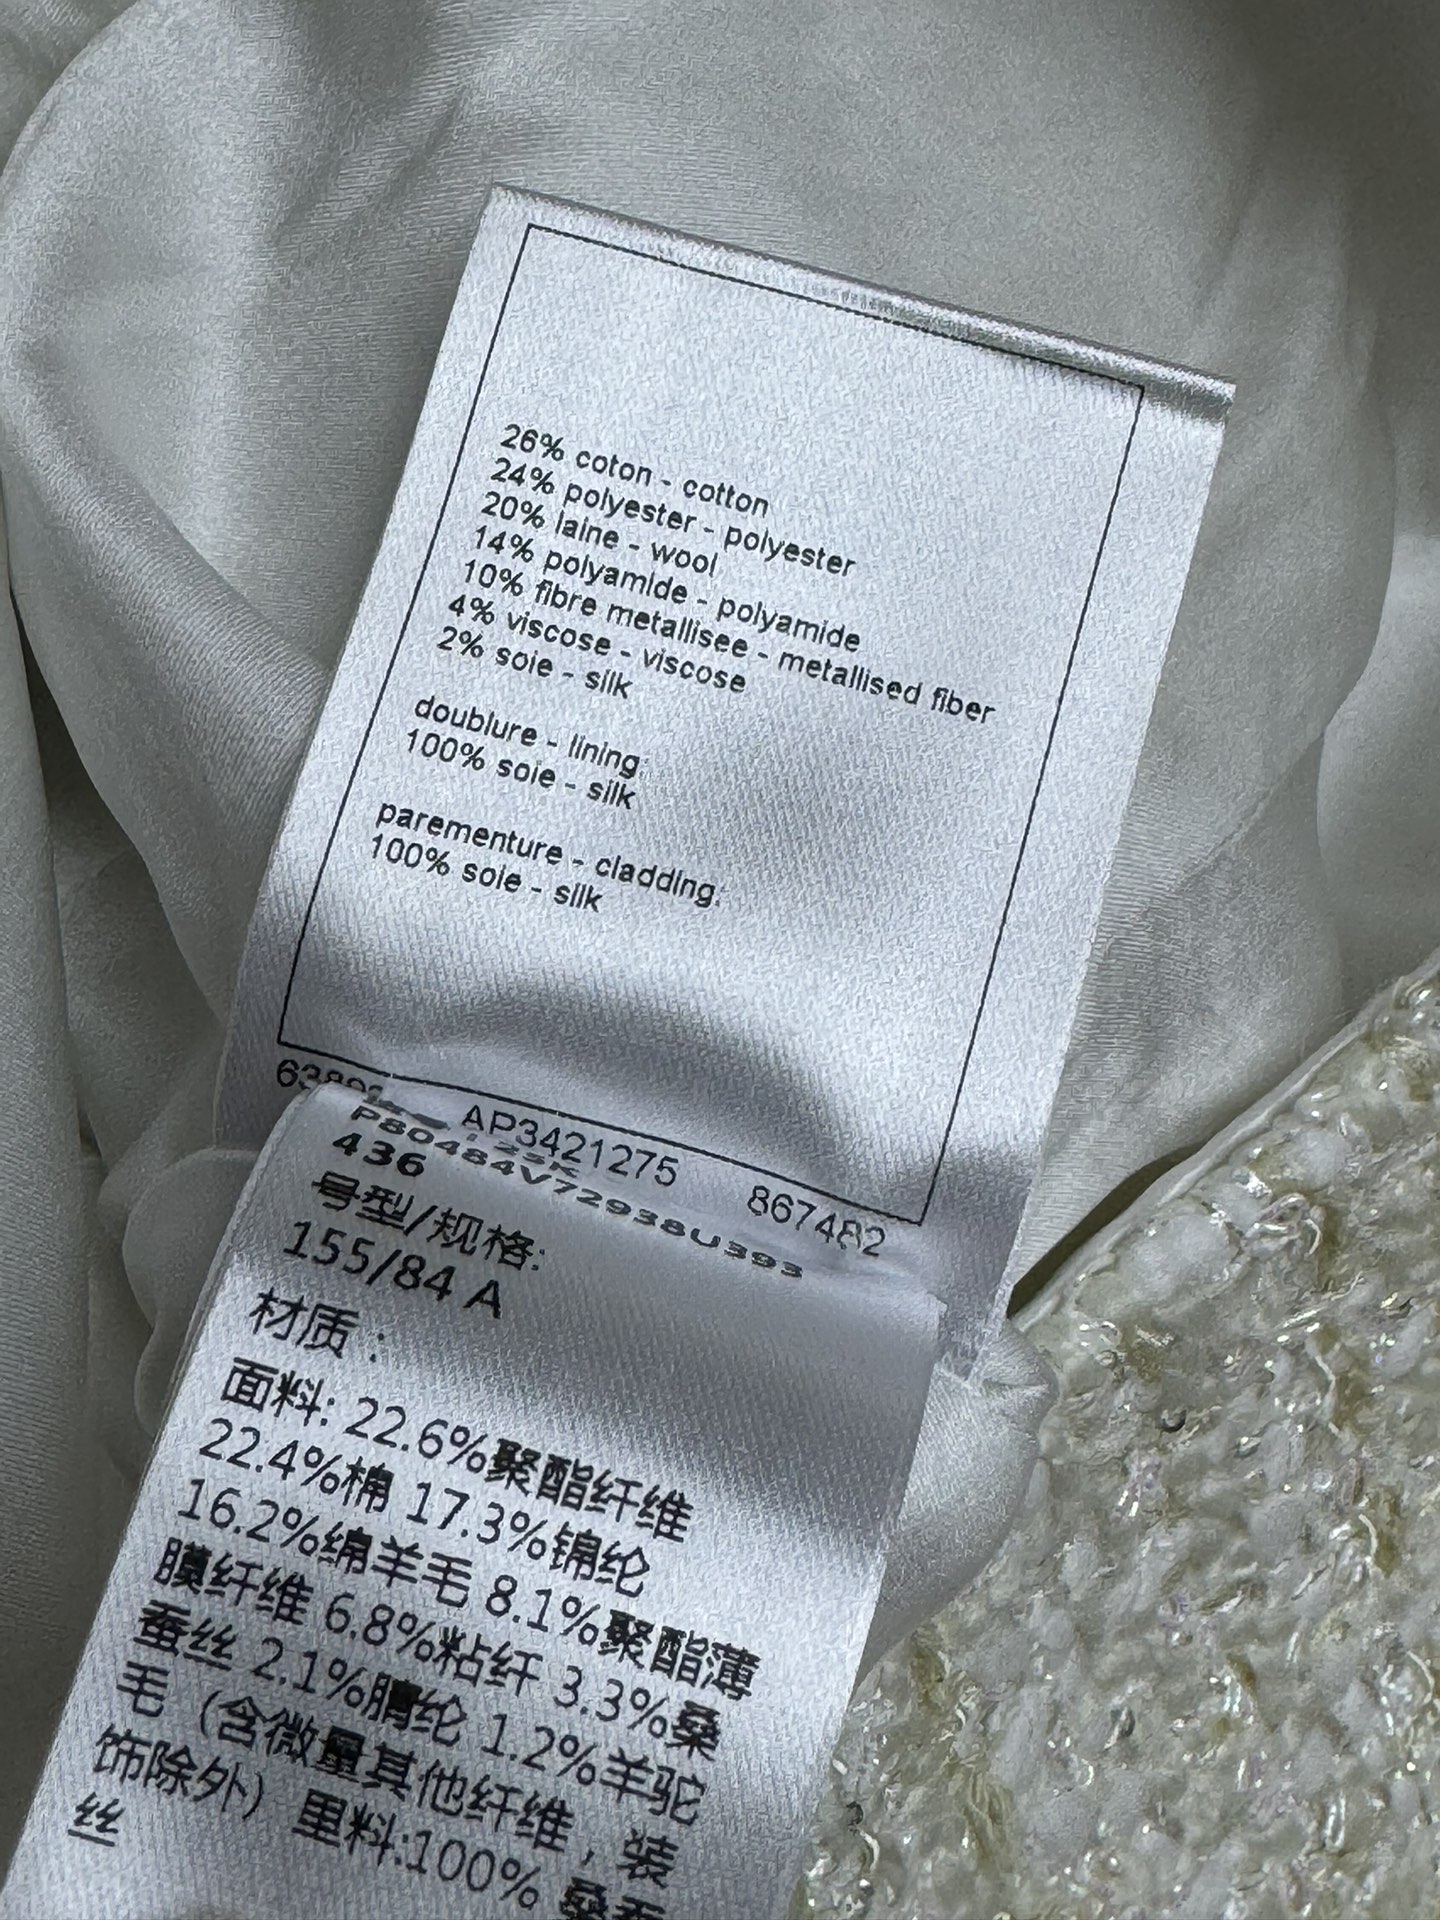 26% coton - cotton
24% polyester - polyester
20% laine - wool
14% polyamide - polyamide
10% fibre metallisee - metallised fiber
4% viscose - viscose
2% soie - silk
doublure - lining:
100% soie - silk
parementure - cladding:
100% soie - silk
AP3421275 867482
P80484V72938U393
436
号型/规格:
155/84 A
材质:
面料: 22.6%聚酯纤维
22.4%棉 17.3%锦纶
16.2%绵羊毛 8.1%聚酯薄
膜纤维 6.8%粘纤 3.3%桑
蚕丝 2.1%腈纶 1.2%羊驼
毛（含微量其他纤维，装
饰除外） 里料:100% 桑蚕
丝